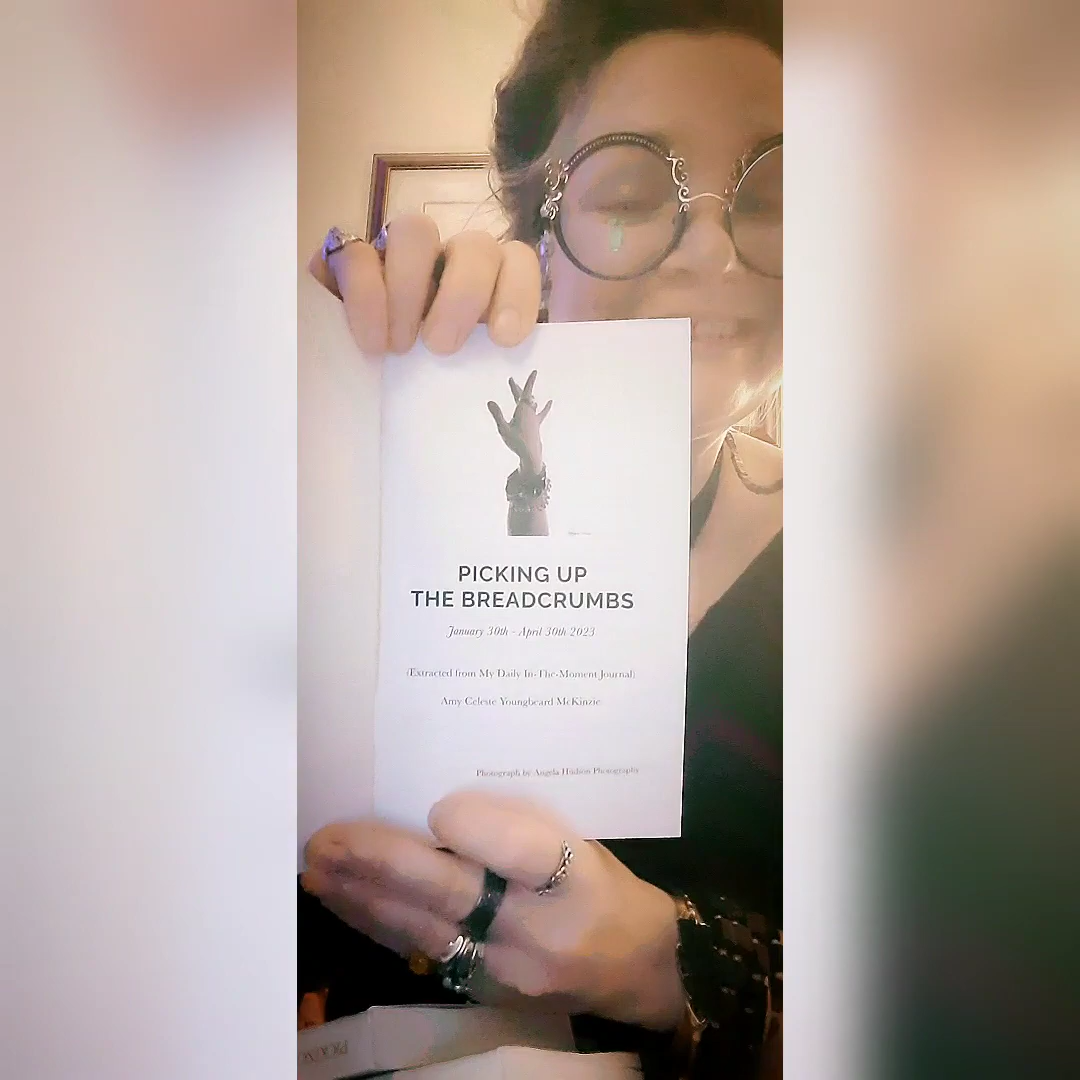 PICKING UP
THE BREADCRUMBS
January 30th - April 30th 2023
(Extracted from My Daily In-The-Moment Journal)
Amy Celeste Youngbeard McKinzie
Photograph by Angela Hudson Photography